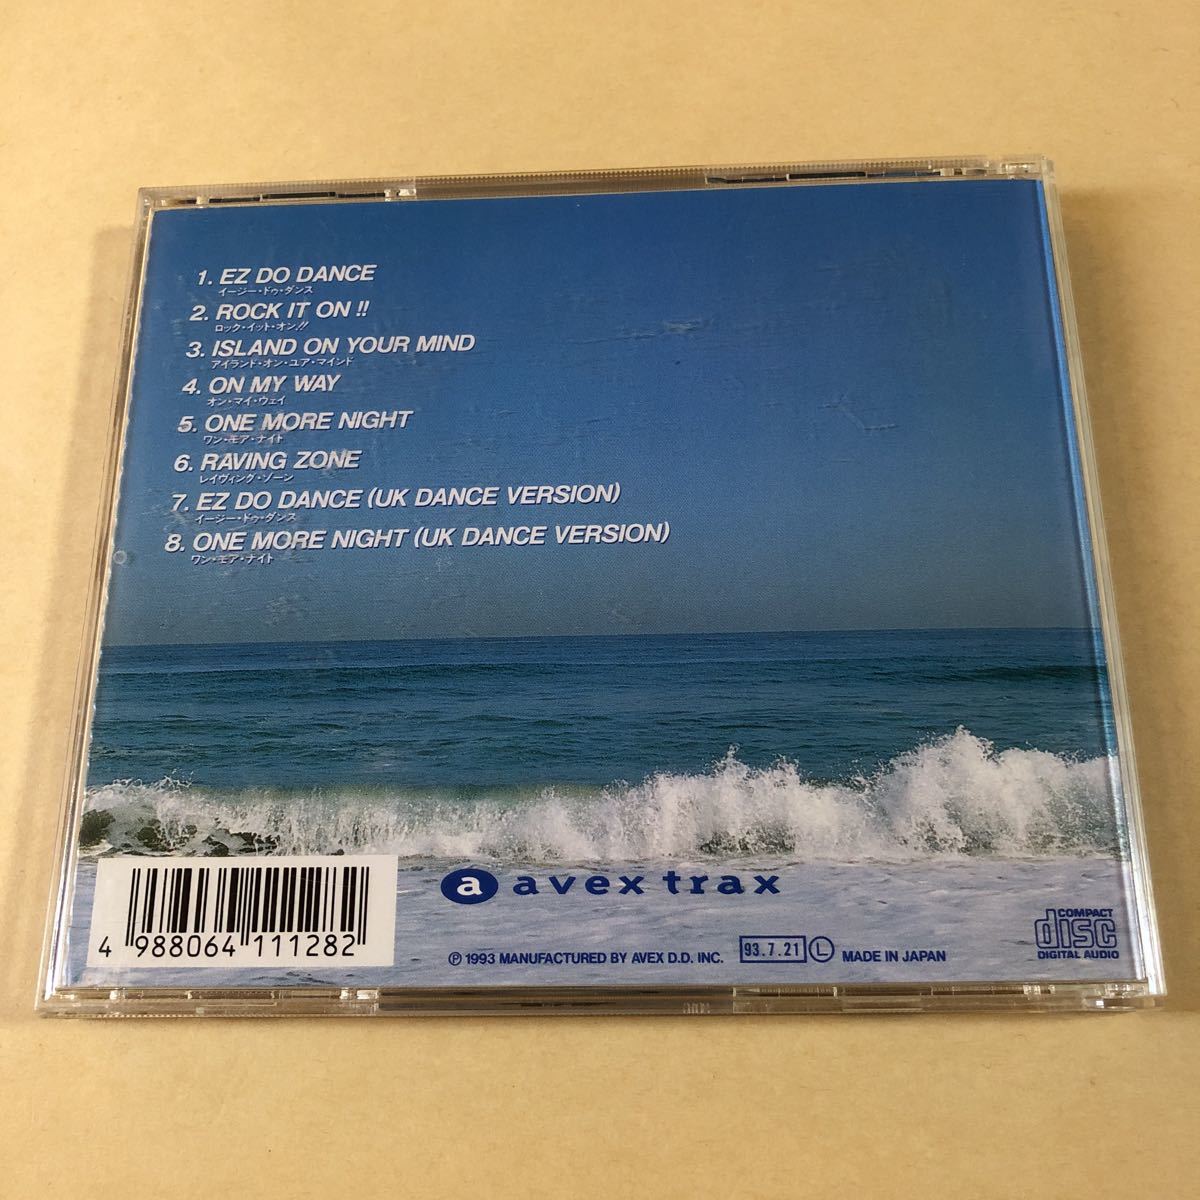 1. EZ DO DANCE
イージー・ドゥ・ダンス
2. ROCK IT ON !!
ロック・イット・オン!!
3. ISLAND ON YOUR MIND
アイランド・オン・ユア・マインド
4. ON MY WAY
オン・マイ・ウェイ
5. ONE MORE NIGHT
ワン・モア・ナイト
6. RAVING ZONE
レイヴィング・ゾーン
7. EZ DO DANCE (UK DANCE VERSION)
イージー・ドゥ・ダンス
8. ONE MORE NIGHT (UK DANCE VERSION)
ワン・モア・ナイト
a avex trax
4 988064 111282
℗ 1993 MANUFACTURED BY AVEX D.D. INC. 93.7.21 L MADE IN JAPAN
COMPACT
disc
DIGITAL AUDIO